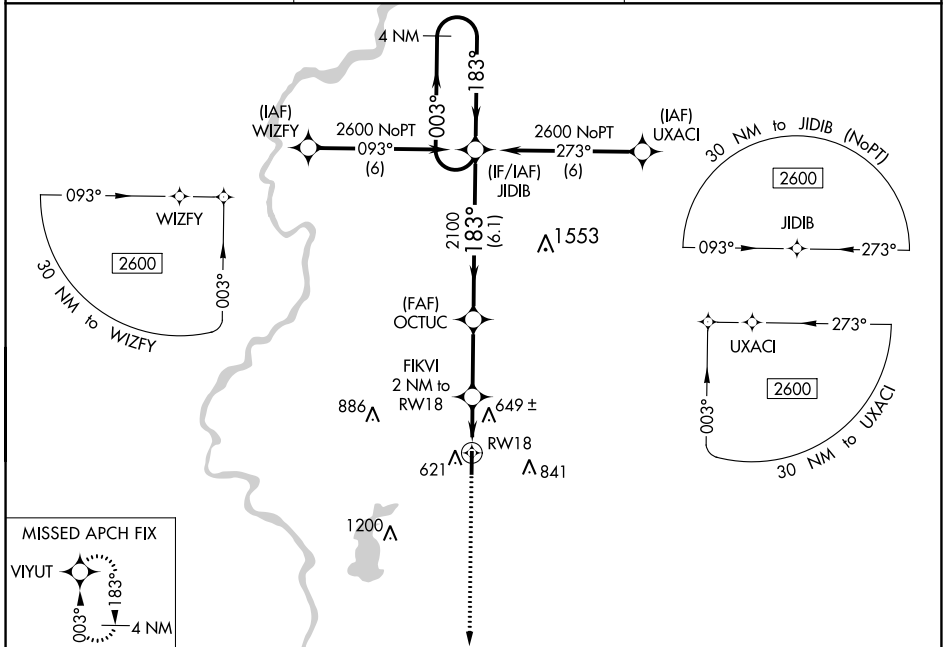 4 NM
003°
183°
(IAF)
WIZFY
2600 NoPT
093°
(6)
2600 NoPT
273°
(6)
(IAF)
UXACI
(IF/IAF)
JIDIB
2100
183°
(6.1)
1553
(FAF)
OCTUC
FIKVI
2 NM to
RW18
886
649 ±
RW18
621
841
1200
093°
WIZFY
2600
003°
30 NM to WIZFY
30 NM to JIDIB (NoPT)
2600
JIDIB
093°
273°
273°
UXACI
2600
003°
30 NM to UXACI
MISSED APCH FIX
VIYUT
003°
183°
4 NM